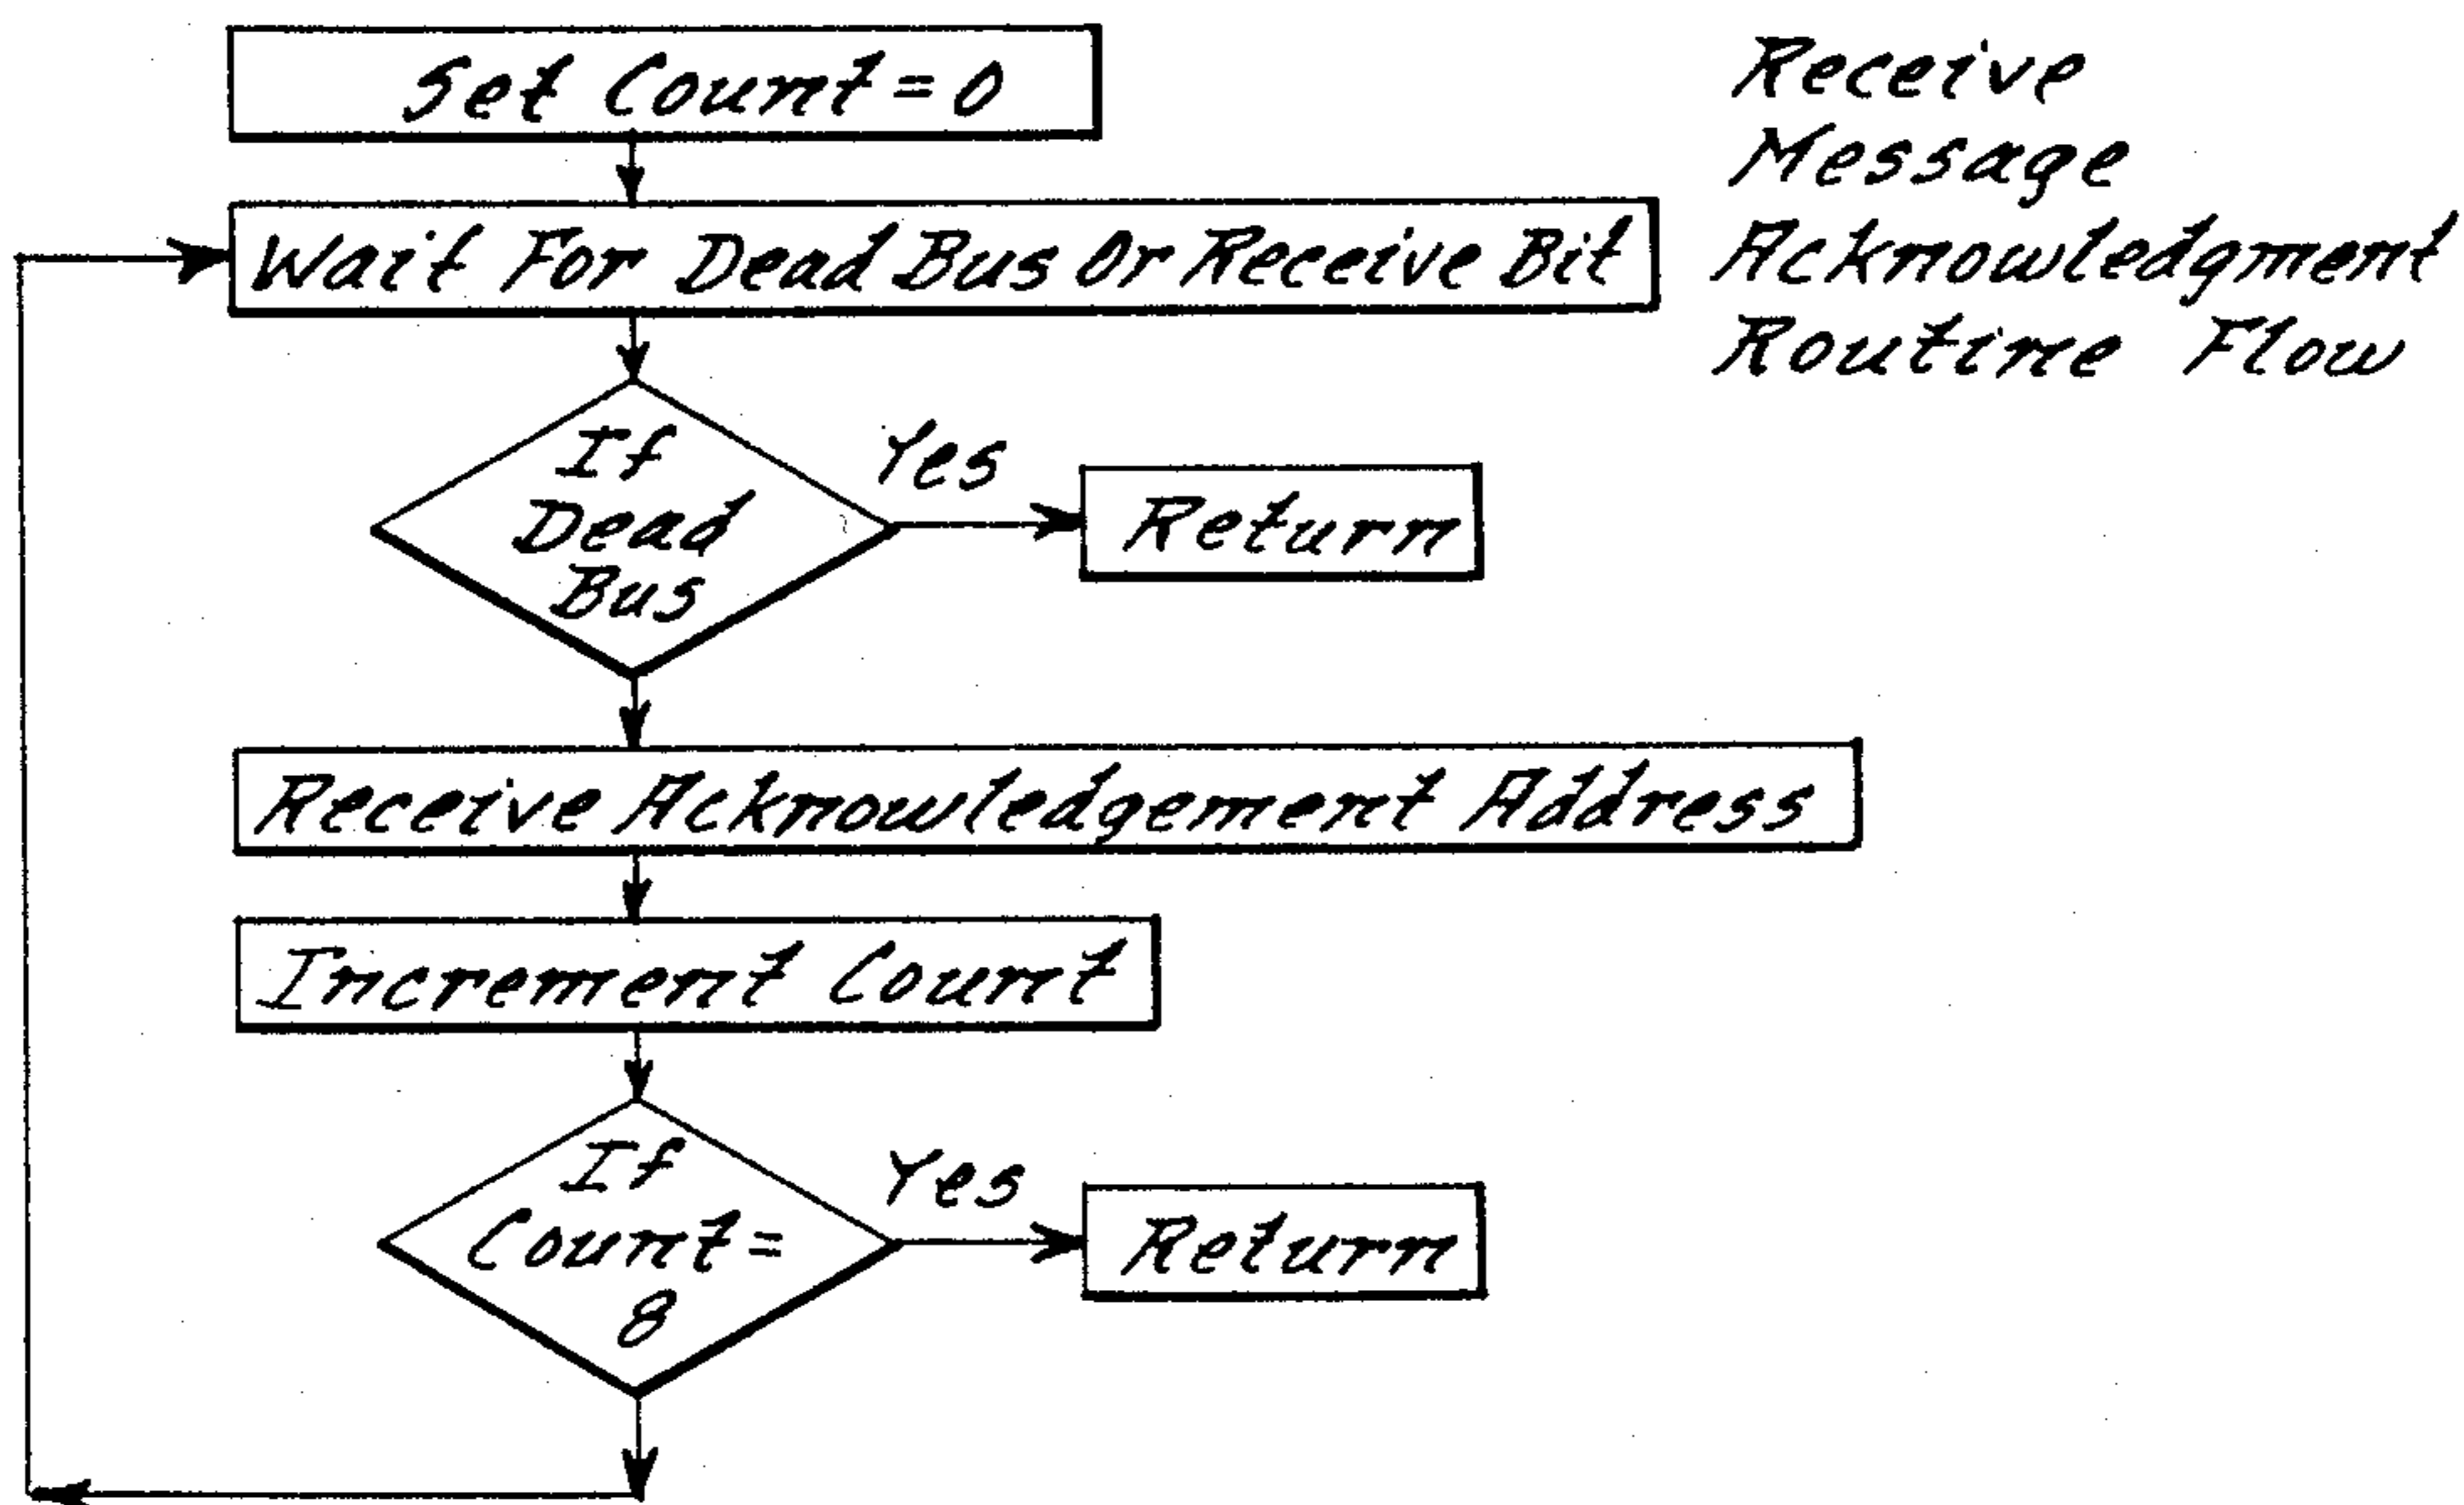 Set Count = 0
Receive
Message
Acknowledgment
Routine Flow
Wait For Dead Bus Or Receive Bit
If
Dead
Bus
Yes
Return
Receive Acknowledgement Address
Increment Count
If
Count =
8
Yes
Return